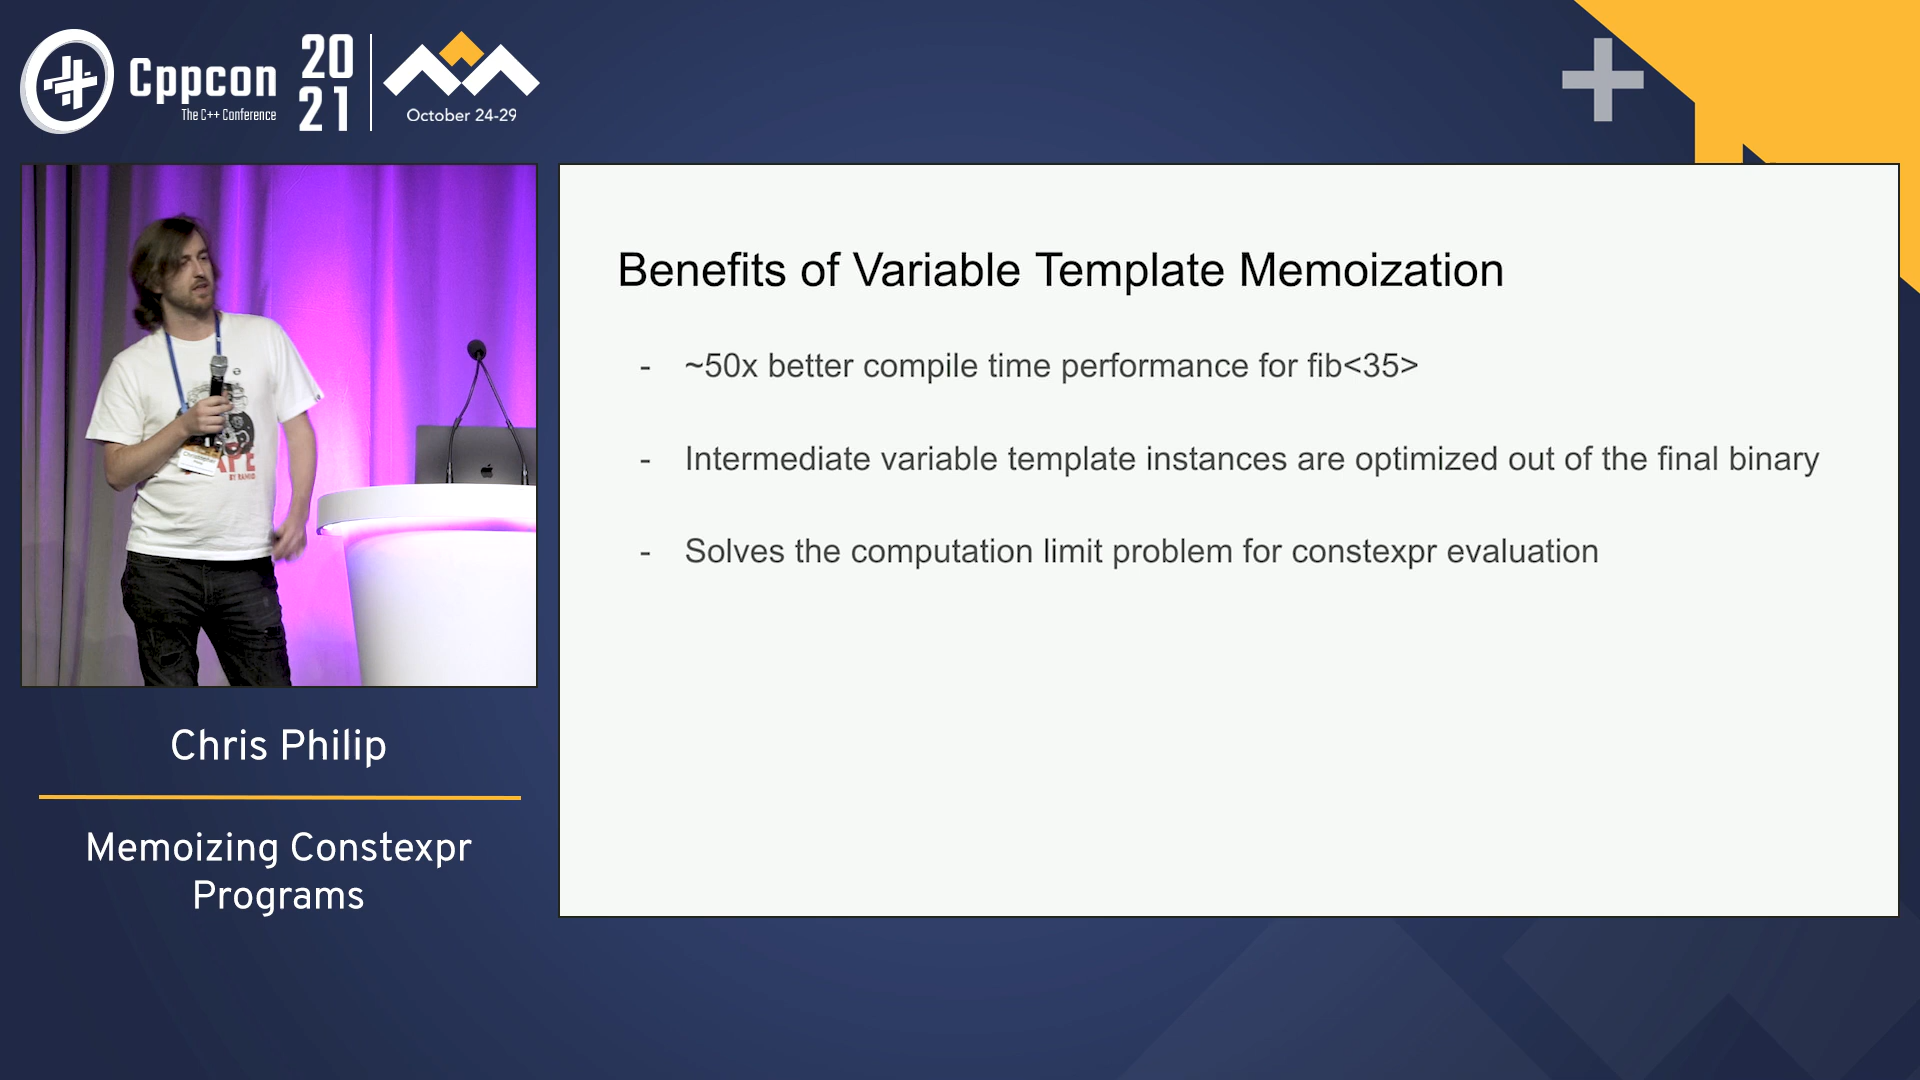 Cppcon
The C++ Conference
20
21
October 24-29
Benefits of Variable Template Memoization
- ~50x better compile time performance for fib<35>
- Intermediate variable template instances are optimized out of the final binary
- Solves the computation limit problem for constexpr evaluation
Christopher
APE
Chris Philip
Memoizing Constexpr
Programs